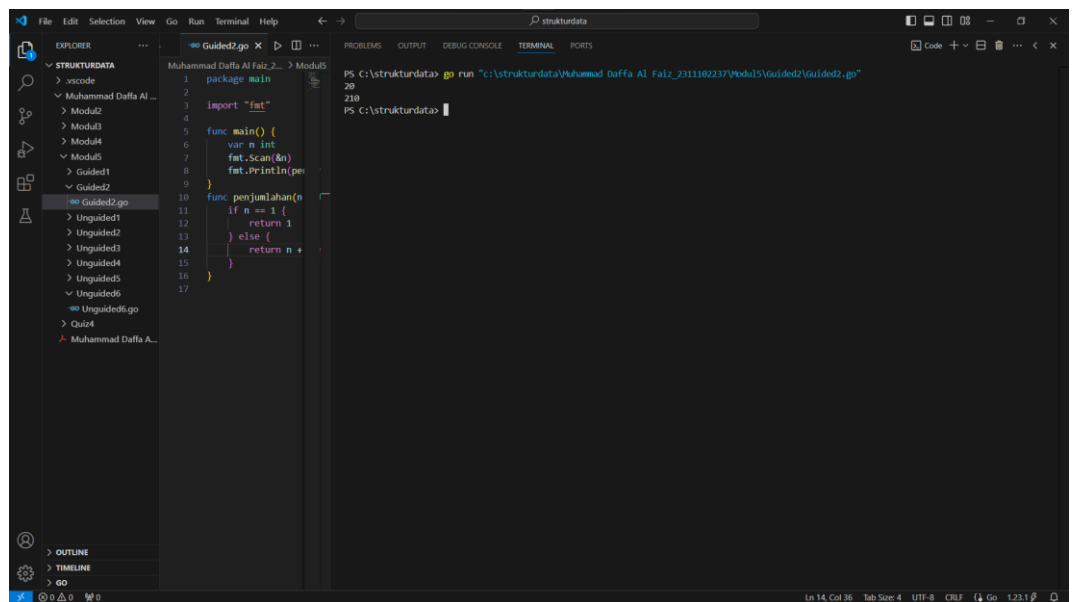 File Edit Selection View Go Run Terminal Help
strukturdata
EXPLORER
STRUKTURDATA
.vscode
Muhammad Daffa Al ...
Modul2
Modul3
Modul4
Modul5
Guided1
Guided2
Guided2.go
Unguided1
Unguided2
Unguided3
Unguided4
Unguided5
Unguided6
Unguided6.go
Quiz4
Muhammad Daffa A...
OUTLINE
TIMELINE
GO
Guided2.go
Muhammad Daffa Al Faiz_2... > Modul5
1 package main
2
3 import "fmt"
4
5 func main() {
6 var n int
7 fmt.Scan(&n)
8 fmt.Println(pen
9 }
10 func penjumlahan(n
11 if n == 1 {
12 return 1
13 } else {
14 return n +
15 }
16 }
17
PROBLEMS OUTPUT DEBUG CONSOLE TERMINAL PORTS
Code
PS C:\strukturdata> go run "c:\strukturdata\Muhammad Daffa Al Faiz_2311102237\Modul5\Guided2\Guided2.go"
20
210
PS C:\strukturdata>
0 0 0
Ln 14, Col 36 Tab Size: 4 UTF-8 CRLF Go 1.23.1